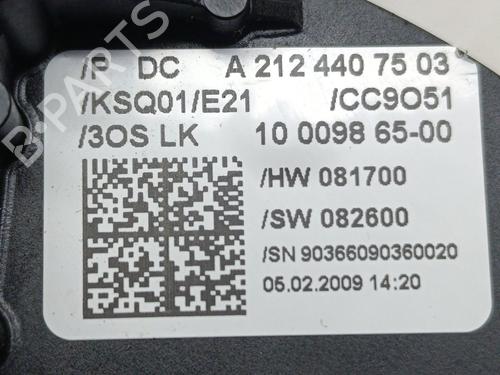 /P DC A 212 440 75 03
/KSQ01/E21 /CC9O51
/3OS LK 10 0098 65-00
/HW 081700
/SW 082600
/SN 90366090360020
05.02.2009 14:20